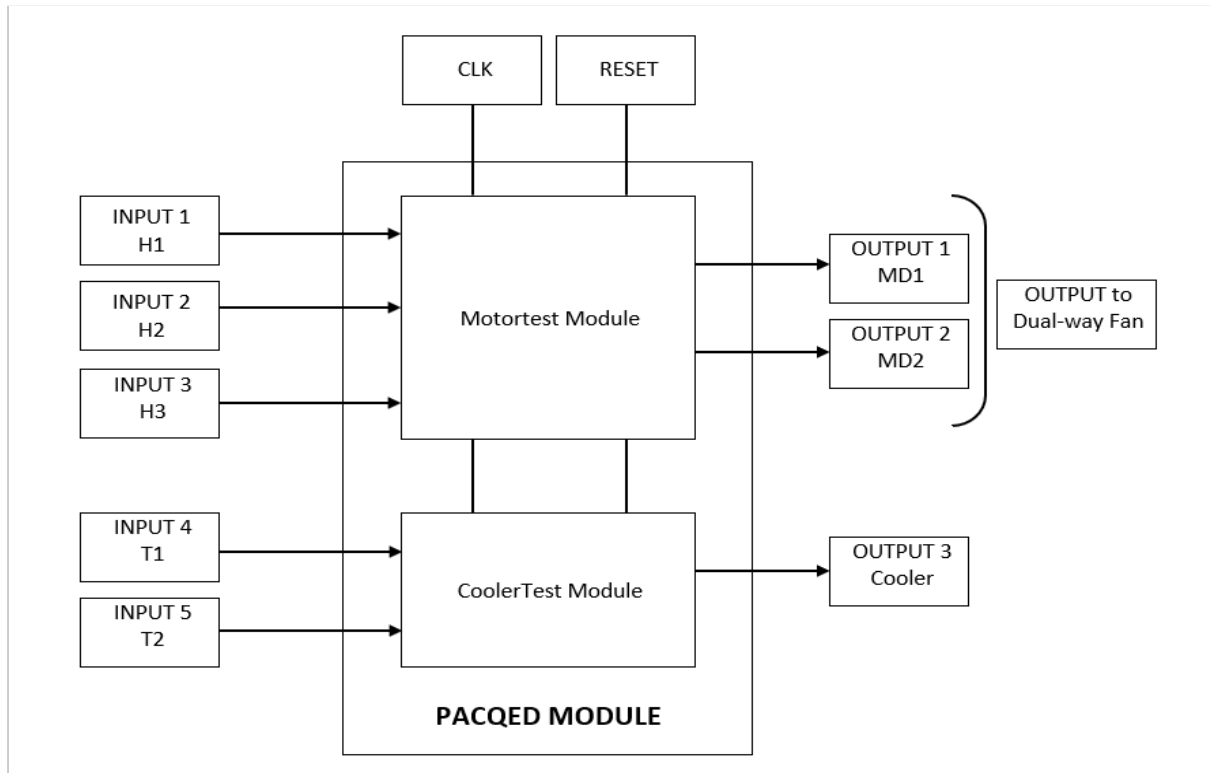 CLK
RESET
INPUT 1
H1
INPUT 2
H2
INPUT 3
H3
Motortest Module
OUTPUT 1
MD1
OUTPUT 2
MD2
OUTPUT to
Dual-way Fan
INPUT 4
T1
INPUT 5
T2
CoolerTest Module
OUTPUT 3
Cooler
PACQED MODULE